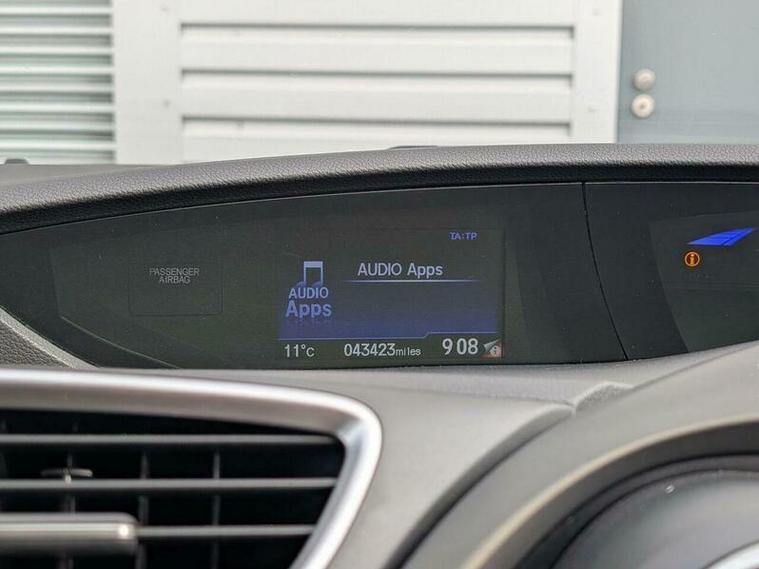 TA:TP
PASSENGER
AIRBAG
AUDIO Apps
AUDIO
Apps
11°C
043423miles
9 08
i